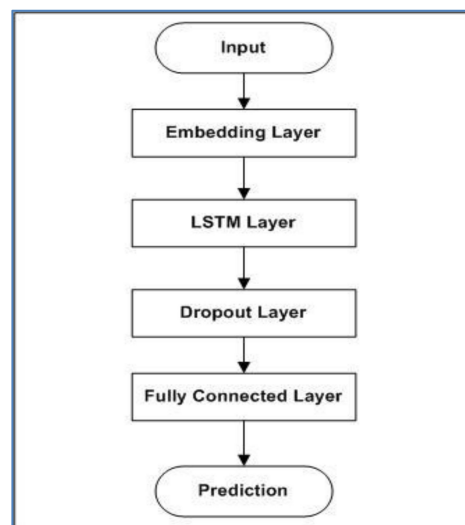 Input
Embedding Layer
LSTM Layer
Dropout Layer
Fully Connected Layer
Prediction